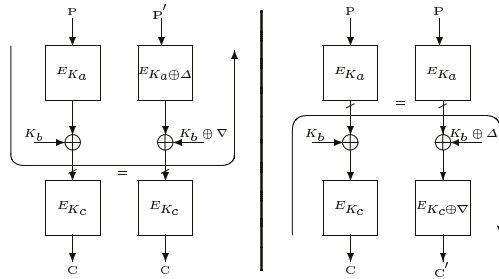 P P′ P P
E_{K_a} E_{K_a⊕Δ} E_{K_a} E_{K_a}
=
K_b K_b ⊕ ∇ K_b K_b ⊕ Δ
=
E_{K_c} E_{K_c} E_{K_c} E_{K_c⊕∇}
C C C C′